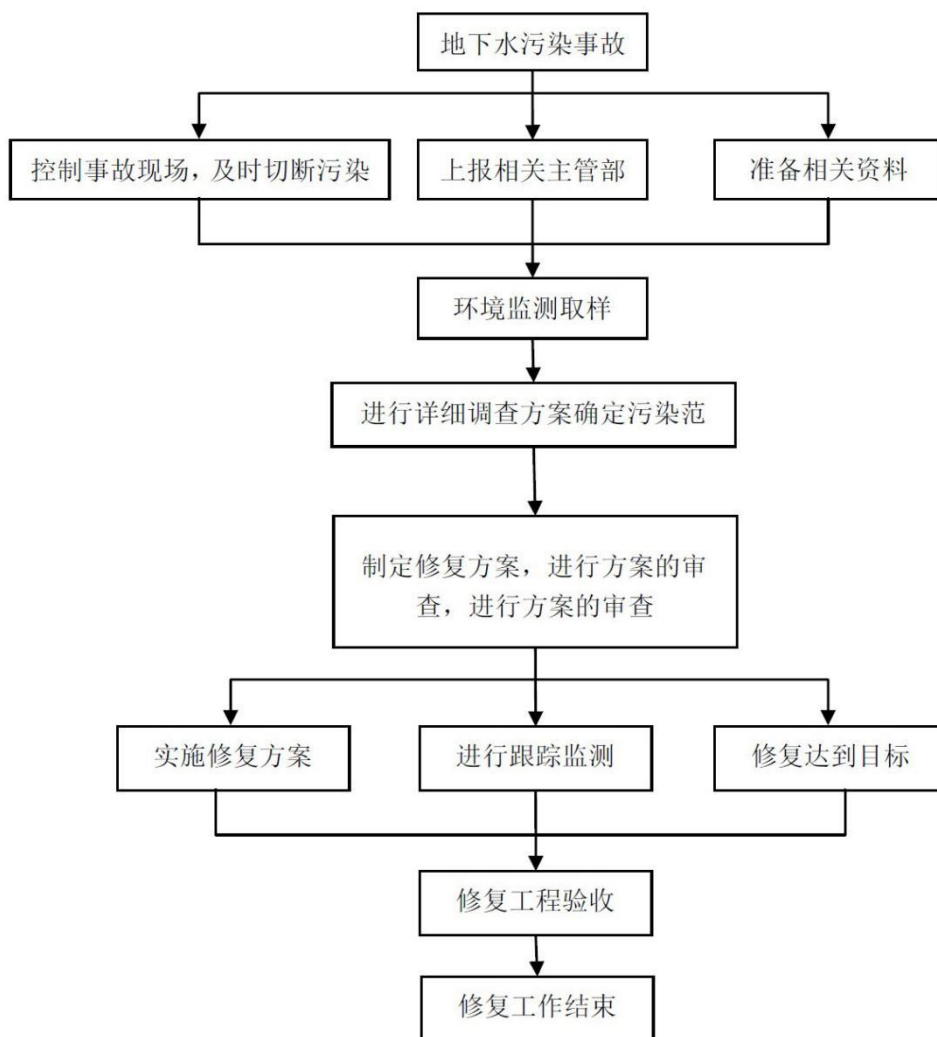 地下水污染事故
控制事故现场，及时切断污染
上报相关主管部
准备相关资料
环境监测取样
进行详细调查方案确定污染范
制定修复方案，进行方案的审
查，进行方案的审查
实施修复方案
进行跟踪监测
修复达到目标
修复工程验收
修复工作结束